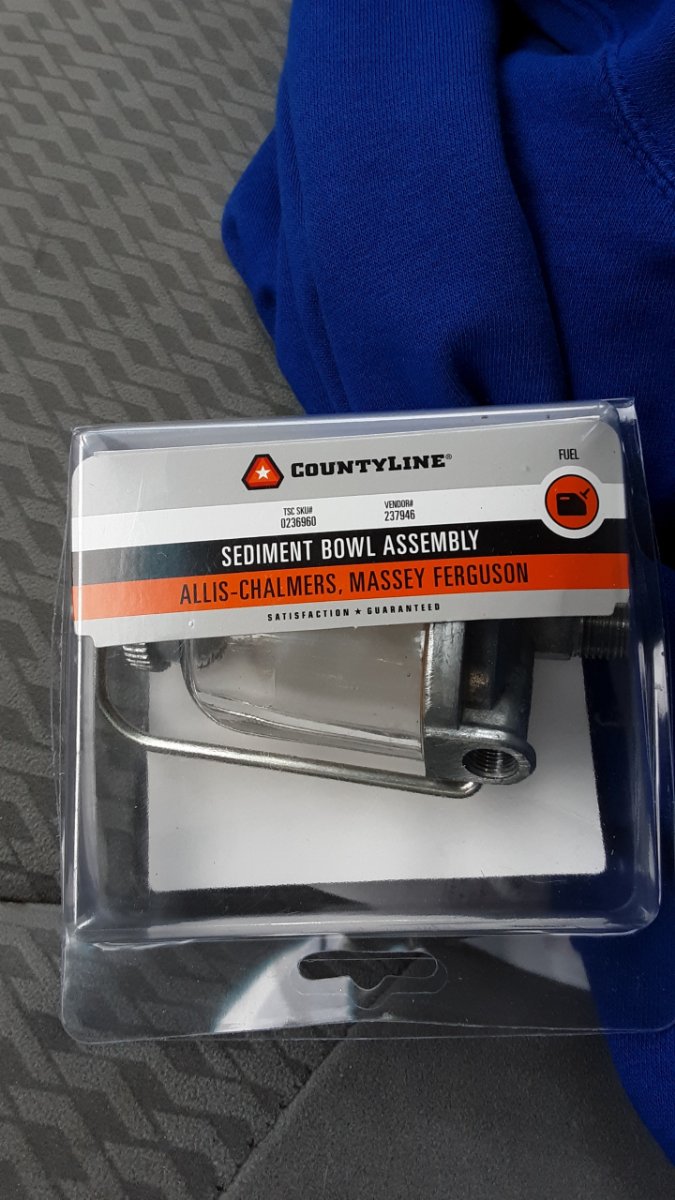 COUNTYLINE®
FUEL
TSC SKU# VENDOR#
0236960 237946
SEDIMENT BOWL ASSEMBLY
ALLIS-CHALMERS, MASSEY FERGUSON
SATISFACTION ★ GUARANTEED